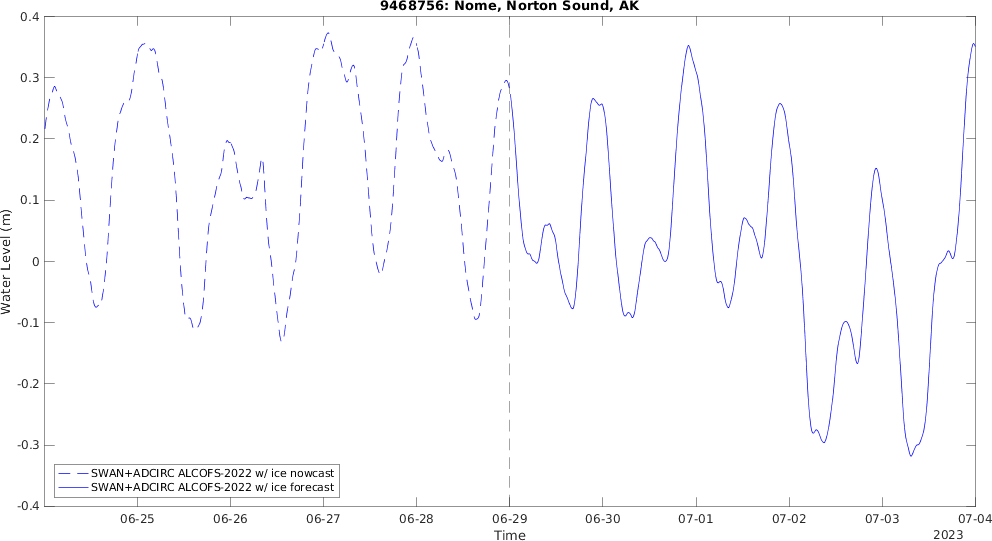 9468756: Nome, Norton Sound, AK
0.4
0.3
0.2
0.1
0
-0.1
-0.2
-0.3
-0.4
Water Level (m)
SWAN+ADCIRC ALCOFS-2022 w/ ice nowcast
SWAN+ADCIRC ALCOFS-2022 w/ ice forecast
06-25 06-26 06-27 06-28 06-29 06-30 07-01 07-02 07-03 07-04
Time
2023